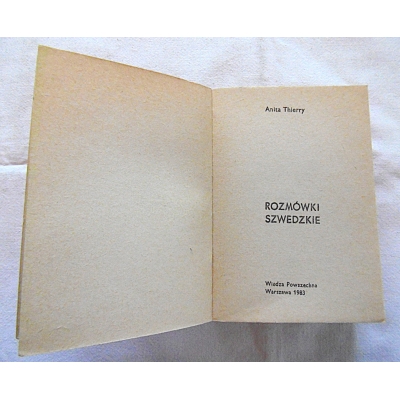 Anita Thierry
ROZMÓWKI
SZWEDZKIE
Wiedza Powszechna
Warszawa 1983